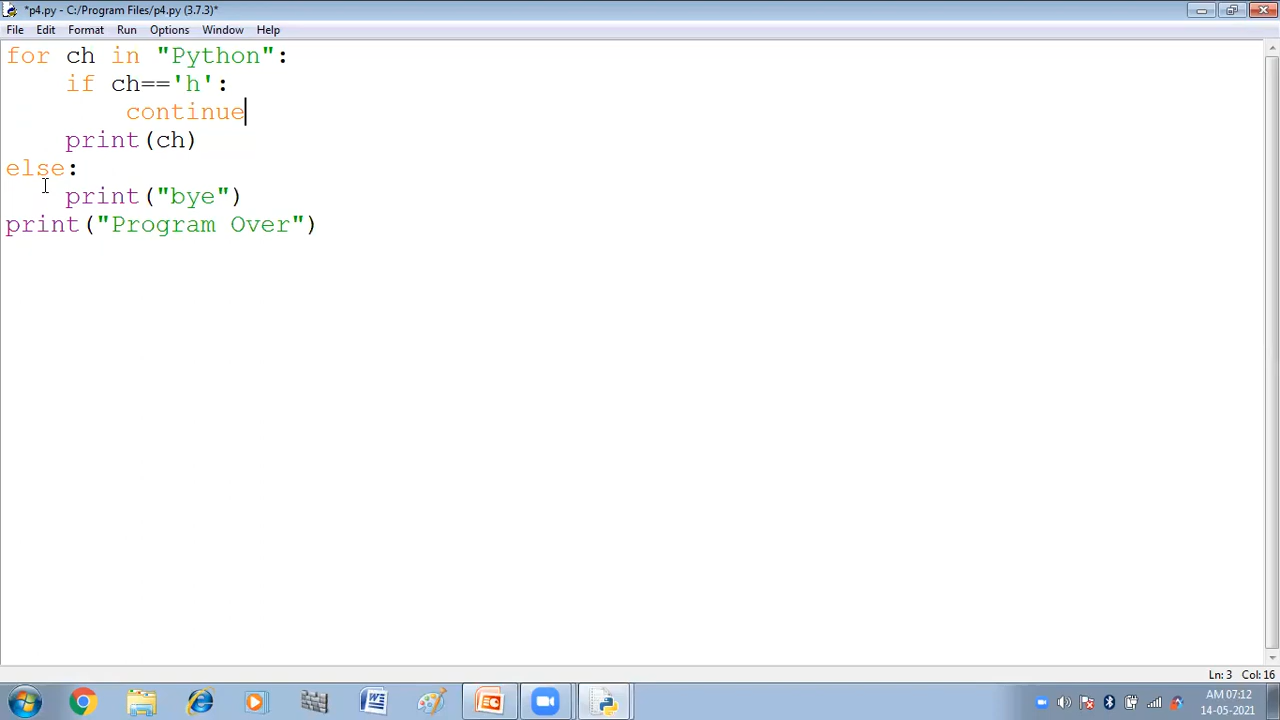 *p4.py - C:/Program Files/p4.py (3.7.3)*
File Edit Format Run Options Window Help
for ch in "Python":
    if ch=='h':
        continue
    print(ch)
else:
    print("bye")
print("Program Over")
Ln: 3 Col: 16
AM 07:12
14-05-2021